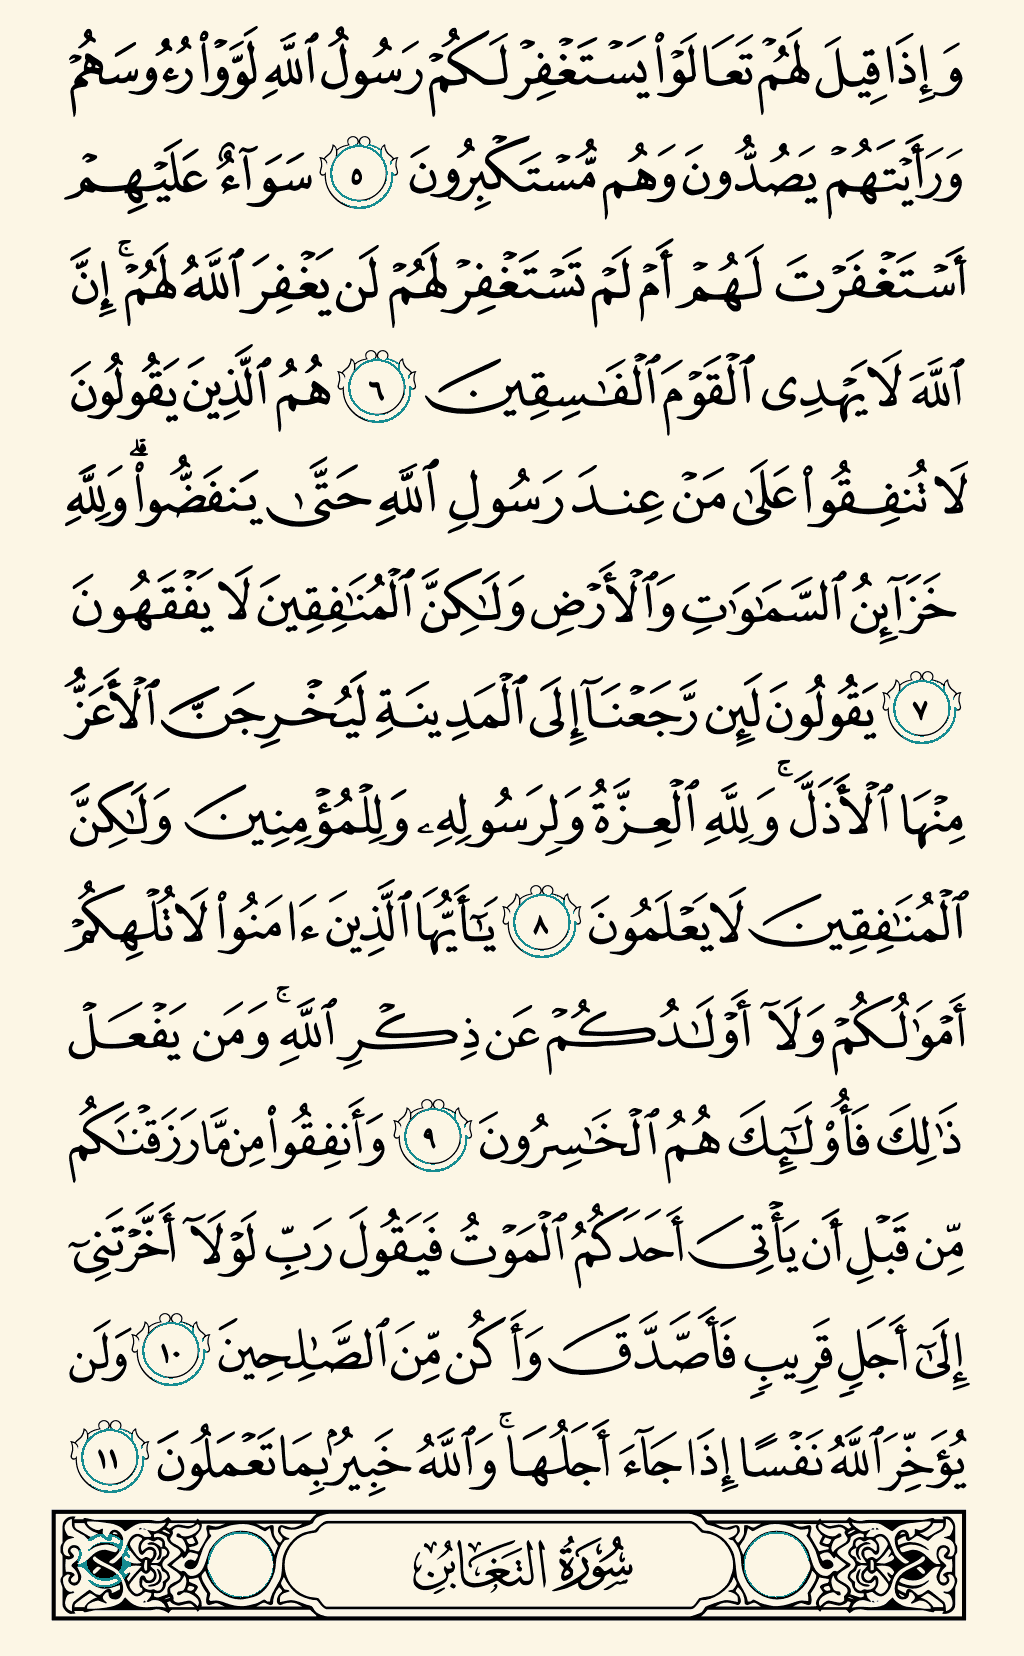 وَإِذَا قِيلَ لَهُمۡ تَعَالَوۡاْ يَسۡتَغۡفِرۡ لَكُمۡ رَسُولُ ٱللَّهِ لَوَّوۡاْ رُءُوسَهُمۡ
وَرَأَيۡتَهُمۡ يَصُدُّونَ وَهُم مُّسۡتَكۡبِرُونَ ٥ سَوَآءٌ عَلَيۡهِمۡ
أَسۡتَغۡفَرۡتَ لَهُمۡ أَمۡ لَمۡ تَسۡتَغۡفِرۡ لَهُمۡ لَن يَغۡفِرَ ٱللَّهُ لَهُمۡۚ إِنَّ
ٱللَّهَ لَا يَهۡدِى ٱلۡقَوۡمَ ٱلۡفَٰسِقِينَ ٦ هُمُ ٱلَّذِينَ يَقُولُونَ
لَا تُنفِقُواْ عَلَىٰ مَنۡ عِندَ رَسُولِ ٱللَّهِ حَتَّىٰ يَنفَضُّواْۗ وَلِلَّهِ
خَزَآئِنُ ٱلسَّمَٰوَٰتِ وَٱلۡأَرۡضِ وَلَٰكِنَّ ٱلۡمُنَٰفِقِينَ لَا يَفۡقَهُونَ
٧ يَقُولُونَ لَئِن رَّجَعۡنَآ إِلَى ٱلۡمَدِينَةِ لَيُخۡرِجَنَّ ٱلۡأَعَزُّ
مِنۡهَا ٱلۡأَذَلَّۚ وَلِلَّهِ ٱلۡعِزَّةُ وَلِرَسُولِهِۦ وَلِلۡمُؤۡمِنِينَ وَلَٰكِنَّ
ٱلۡمُنَٰفِقِينَ لَا يَعۡلَمُونَ ٨ يَٰٓأَيُّهَا ٱلَّذِينَ ءَامَنُواْ لَا تُلۡهِكُمۡ
أَمۡوَٰلُكُمۡ وَلَآ أَوۡلَٰدُكُمۡ عَن ذِكۡرِ ٱللَّهِۚ وَمَن يَفۡعَلۡ
ذَٰلِكَ فَأُوْلَٰٓئِكَ هُمُ ٱلۡخَٰسِرُونَ ٩ وَأَنفِقُواْ مِن مَّا رَزَقۡنَٰكُم
مِّن قَبۡلِ أَن يَأۡتِىَ أَحَدَكُمُ ٱلۡمَوۡتُ فَيَقُولَ رَبِّ لَوۡلَآ أَخَّرۡتَنِىٓ
إِلَىٰٓ أَجَلٖ قَرِيبٖ فَأَصَّدَّقَ وَأَكُن مِّنَ ٱلصَّٰلِحِينَ ١٠ وَلَن
يُؤَخِّرَ ٱللَّهُ نَفۡسًا إِذَا جَآءَ أَجَلُهَاۚ وَٱللَّهُ خَبِيرُۢ بِمَا تَعۡمَلُونَ ١١
سُورَةُ التَغَابُن